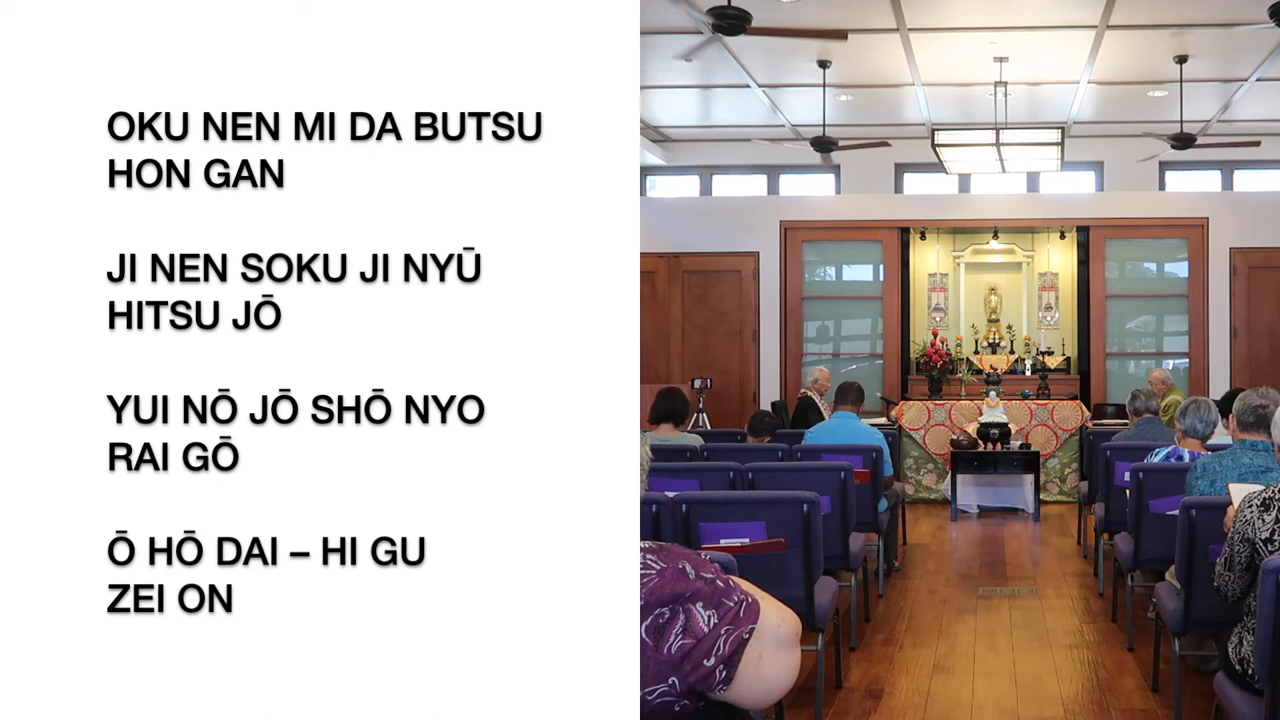 OKU NEN MI DA BUTSU
HON GAN
JI NEN SOKU JI NYŪ
HITSU JŌ
YUI NŌ JŌ SHŌ NYO
RAI GŌ
Ō HŌ DAI – HI GU
ZEI ON